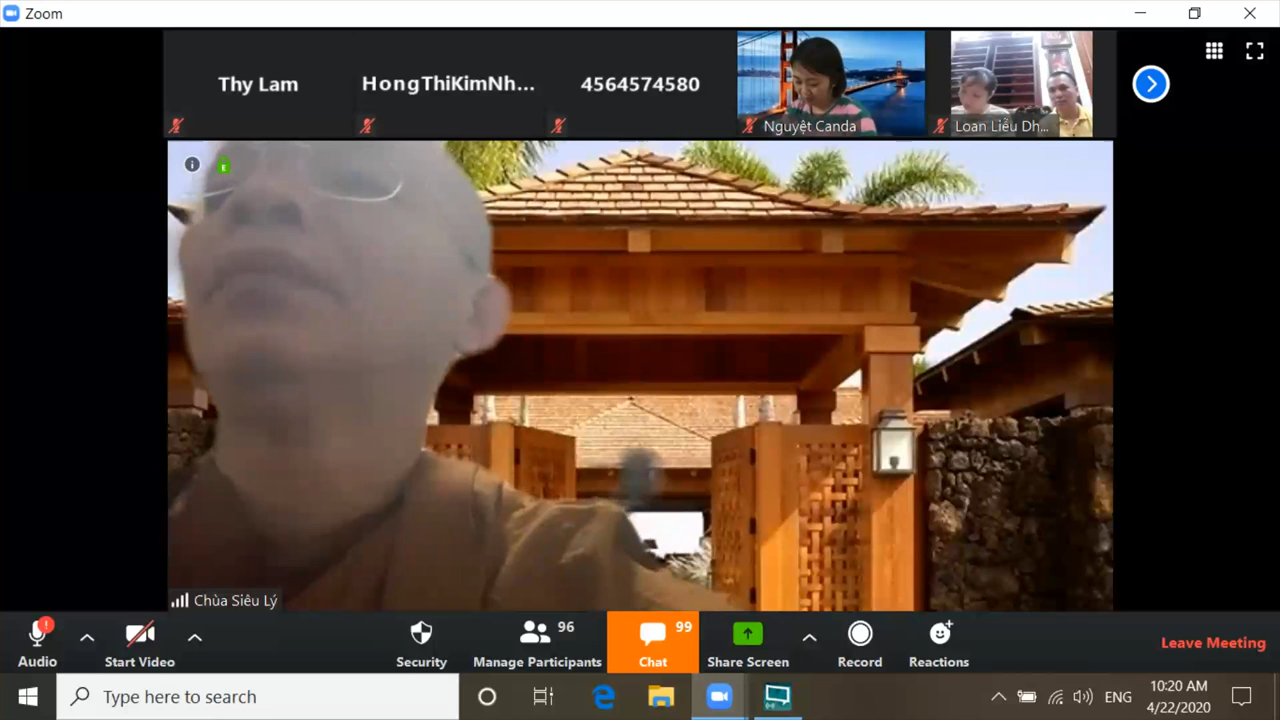 Zoom
Thy Lam
HongThiKimNh...
4564574580
Nguyệt Canda
Loan Liễu Dh...
Chùa Siêu Lý
Audio
Start Video
Security
96
Manage Participants
99
Chat
Share Screen
Record
Reactions
Leave Meeting
Type here to search
ENG
10:20 AM
4/22/2020